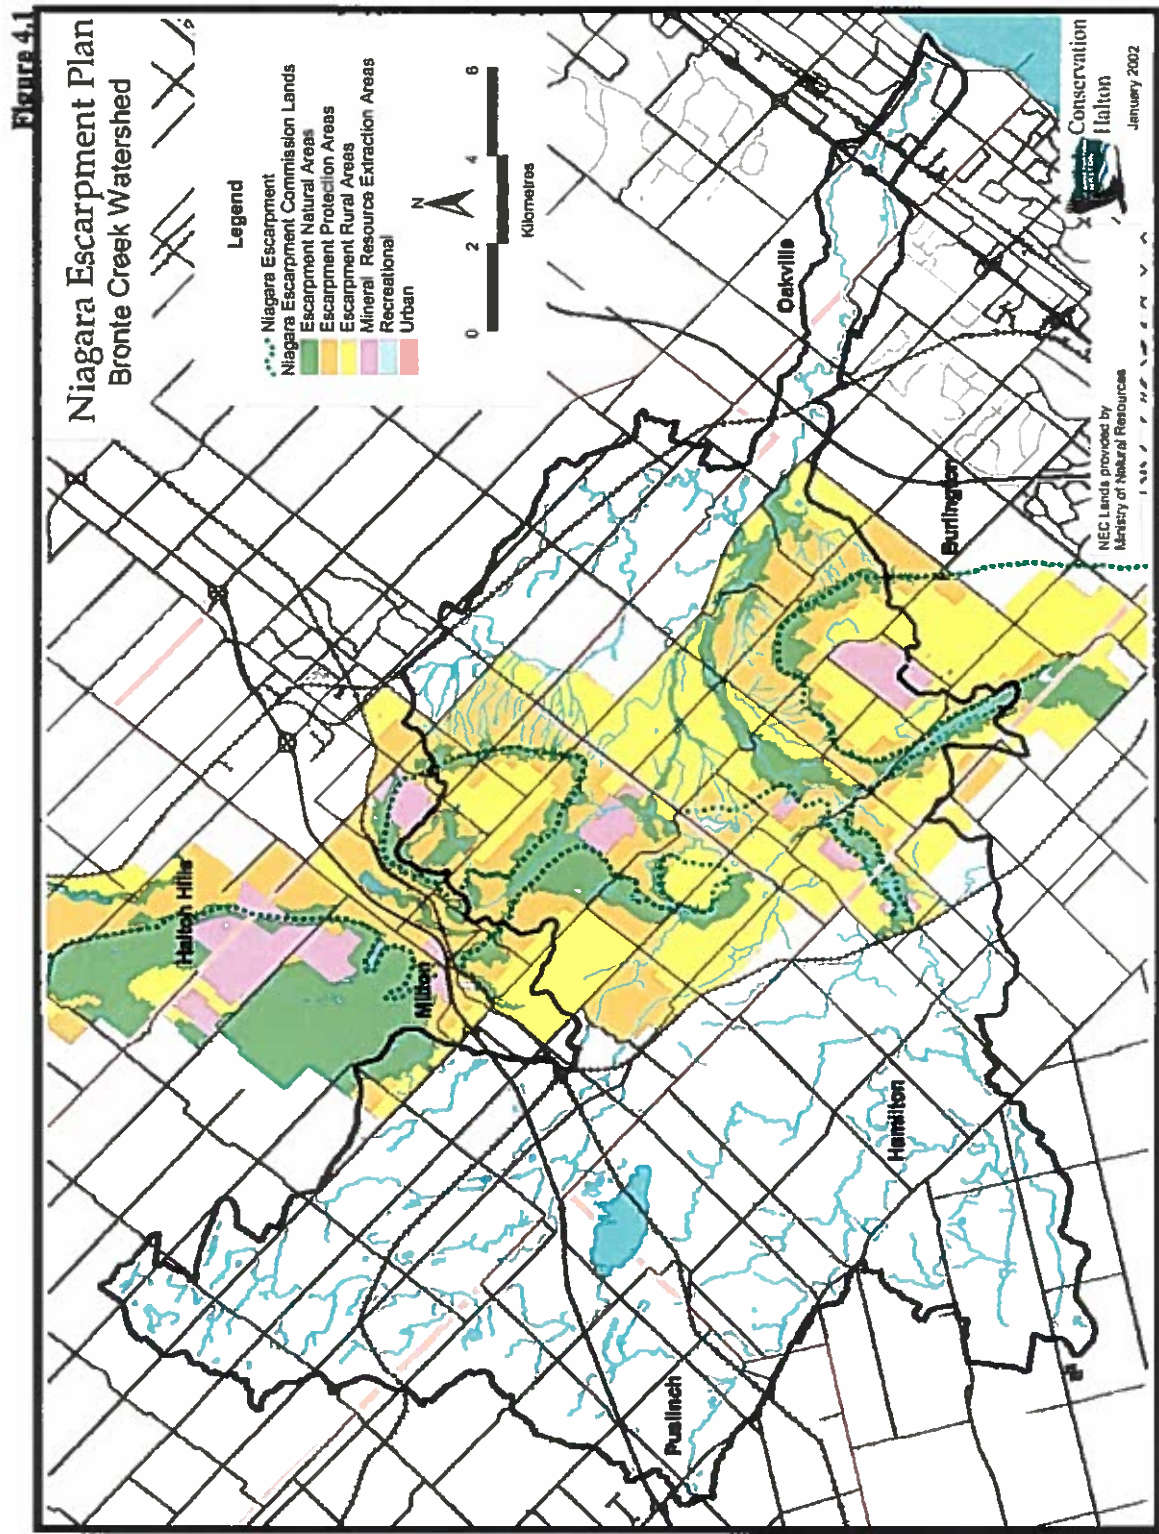 Figure 4.1
Niagara Escarpment Plan
Bronte Creek Watershed
Legend
Niagara Escarpment
Niagara Escarpment Commission Lands
Escarpment Natural Areas
Escarpment Protection Areas
Escarpment Rural Areas
Mineral Resource Extraction Areas
Recreational
Urban
N
0 2 4 6
Kilometres
Halton Hills
Milton
Oakville
Burlington
Puslinch
Hamilton
NEC Lands provided by
Ministry of Natural Resources
Conservation
Halton
January 2002